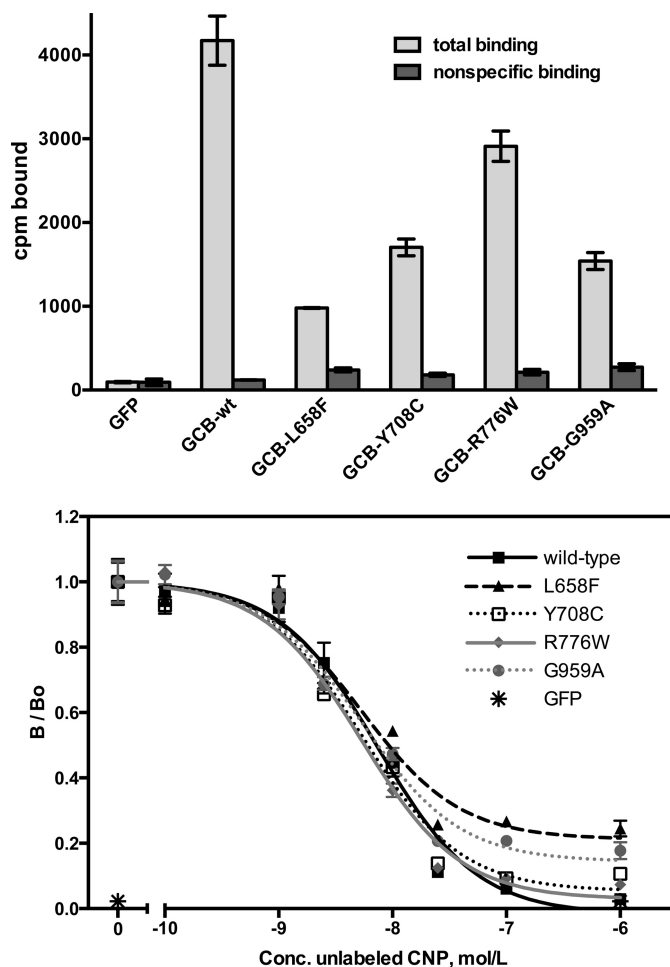 4000
3000
2000
1000
0
cpm bound
total binding
nonspecific binding
GFP
GCB-wt
GCB-L658F
GCB-Y708C
GCB-R776W
GCB-G959A
1.2
1.0
0.8
0.6
0.4
0.2
0.0
B / Bo
wild-type
L658F
Y708C
R776W
G959A
GFP
0 -10 -9 -8 -7 -6
Conc. unlabeled CNP, mol/L